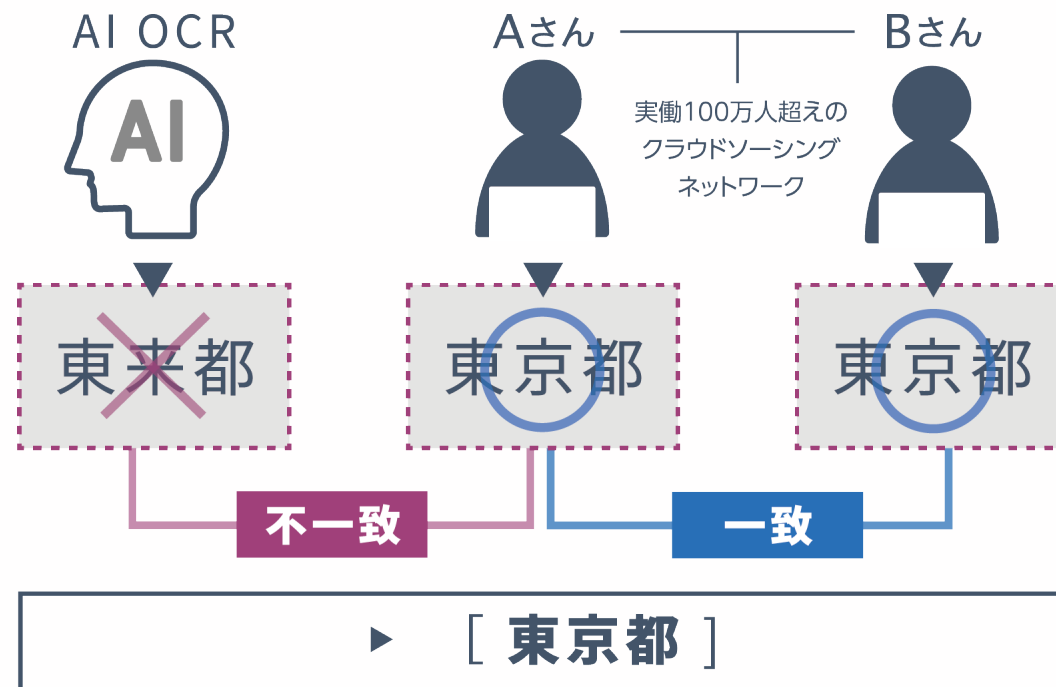 AI OCR
Aさん
Bさん
AI
実働100万人超えの
クラウドソーシング
ネットワーク
東来都
東京都
東京都
不一致
一致
▶ [ 東京都 ]